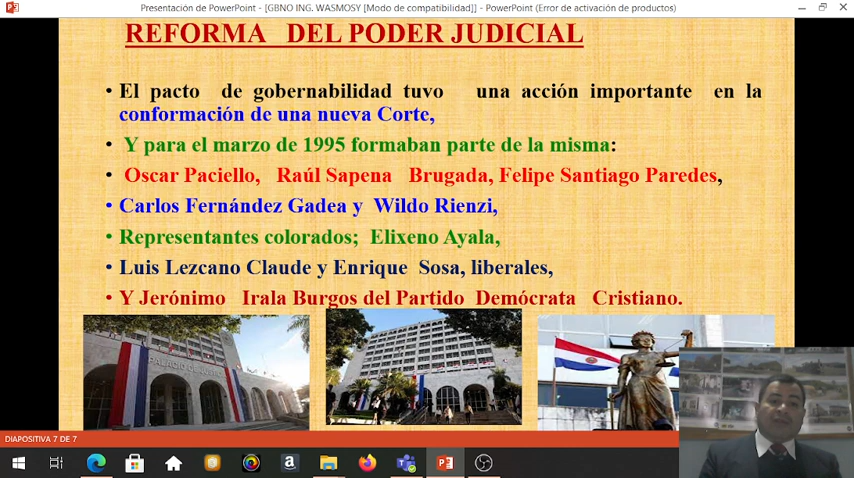 Presentación de PowerPoint - [GBNO ING. WASMOSY [Modo de compatibilidad]] - PowerPoint (Error de activación de productos)
REFORMA DEL PODER JUDICIAL
• El pacto de gobernabilidad tuvo una acción importante en la
conformación de una nueva Corte,
• Y para el marzo de 1995 formaban parte de la misma:
• Oscar Paciello, Raúl Sapena Brugada, Felipe Santiago Paredes,
• Carlos Fernández Gadea y Wildo Rienzi,
• Representantes colorados; Elixeno Ayala,
• Luis Lezcano Claude y Enrique Sosa, liberales,
• Y Jerónimo Irala Burgos del Partido Demócrata Cristiano.
PALACIO DE
DIAPOSITIVA 7 DE 7